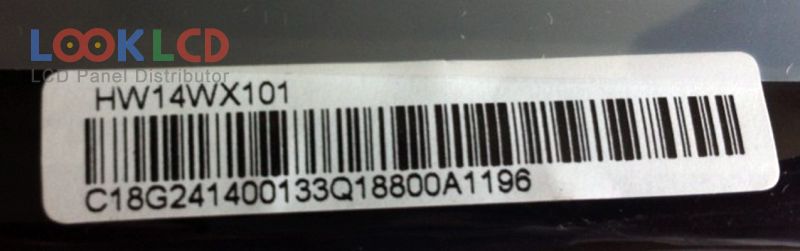 LOOKLCD
LCD Panel Distributor
HW14WX101
C18G241400133Q18800A1196